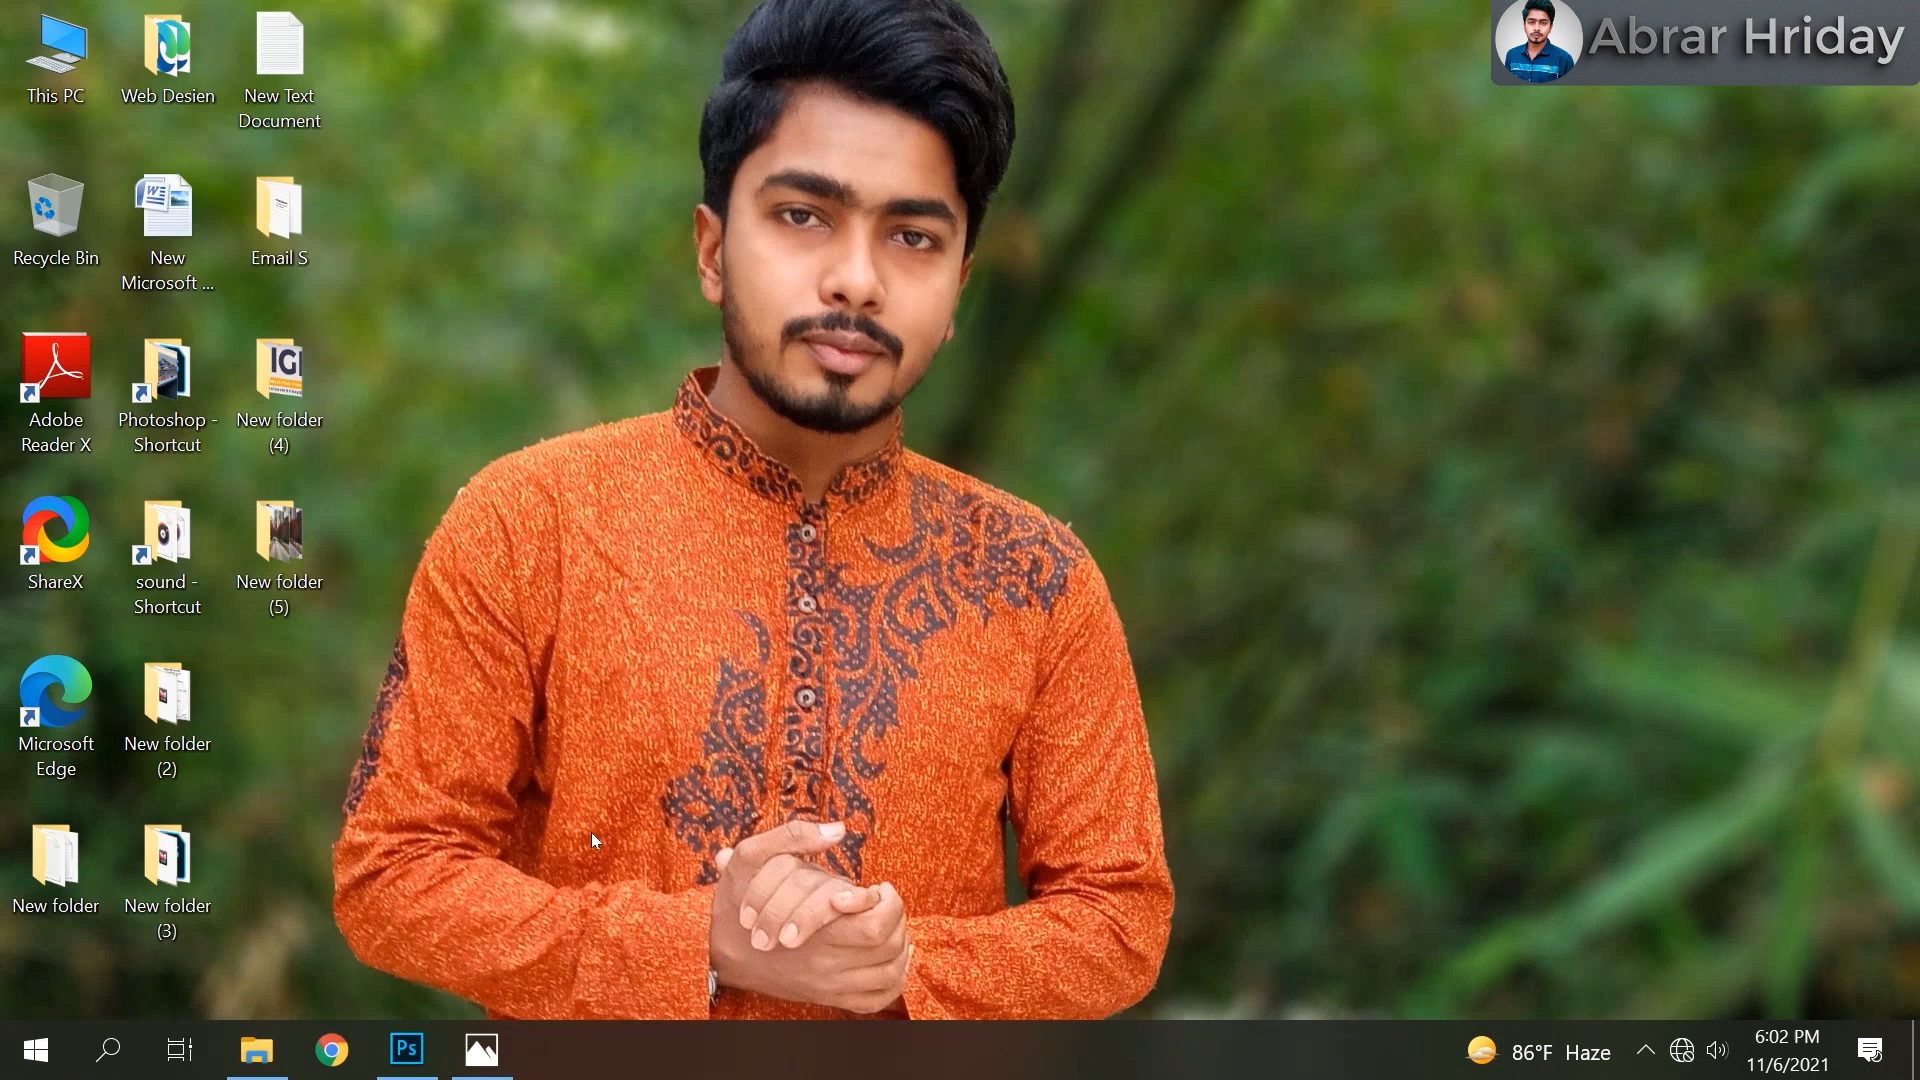 Abrar Hriday
This PC
Web Desien
New Text
Document
Recycle Bin
New
Microsoft ...
Email S
Adobe
Reader X
Photoshop -
Shortcut
IGI
New folder
(4)
ShareX
sound -
Shortcut
New folder
(5)
Microsoft
Edge
New folder
(2)
New folder
New folder
(3)
Ps
86°F Haze
6:02 PM
11/6/2021